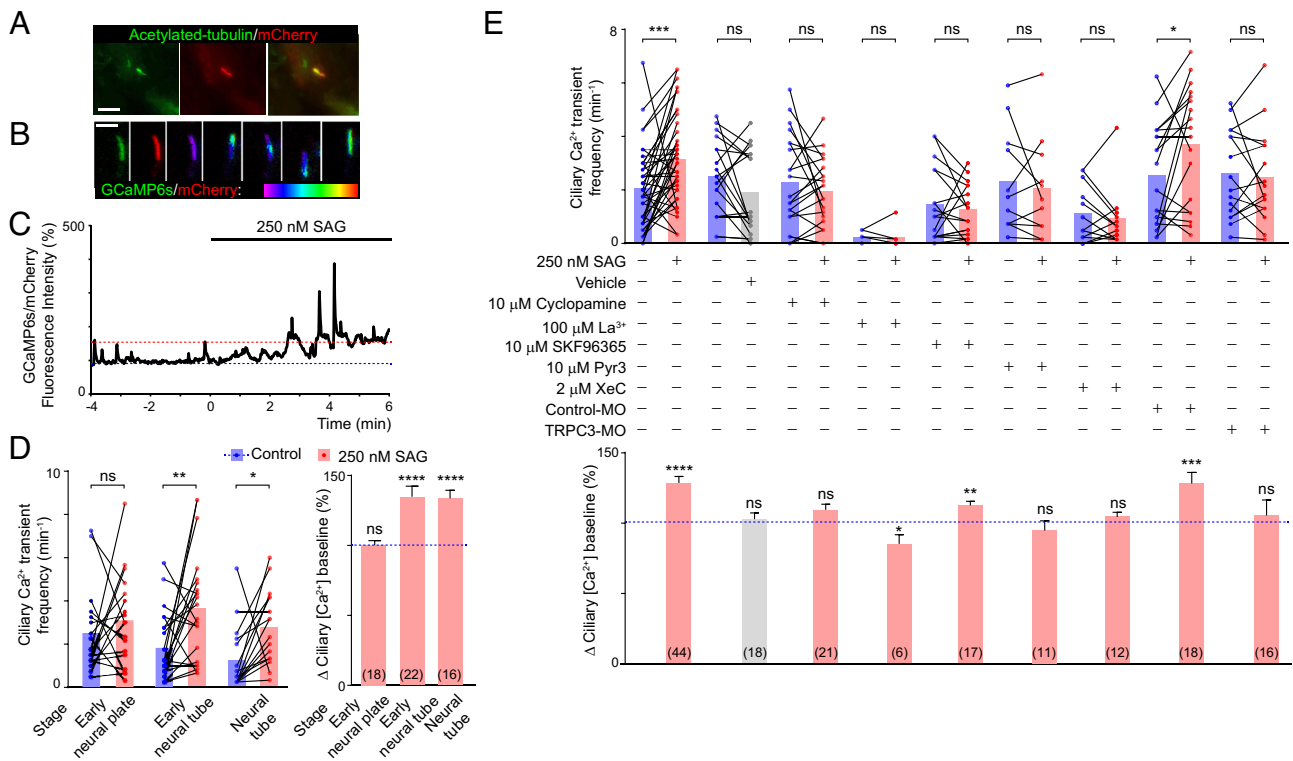 A
Acetylated-tubulin/mCherry
B
GCaMP6s/mCherry:
C
250 nM SAG
GCaMP6s/mCherry
Fluorescence Intensity (%)
500
0
-4 -2 0 2 4 6
Time (min)
D
Control 250 nM SAG
Ciliary Ca²⁺ transient
frequency (min⁻¹)
10
0
ns ** *
Stage Early neural plate Early neural tube Neural tube
Δ Ciliary [Ca²⁺] baseline (%)
150
0
ns **** ****
(18) (22) (16)
Stage Early neural plate Early neural tube Neural tube
E
Ciliary Ca²⁺ transient
frequency (min⁻¹)
8
0
*** ns ns ns ns ns ns * ns
250 nM SAG − + − − − + − + − + − + − + − + − +
Vehicle − − − + − − − − − − − − − − − − − −
10 μM Cyclopamine − − − − + + − − − − − − − − − − − −
100 μM La³⁺ − − − − − − + + − − − − − − − − − −
10 μM SKF96365 − − − − − − − − + + − − − − − − − −
10 μM Pyr3 − − − − − − − − − − + + − − − − − −
2 μM XeC − − − − − − − − − − − − + + − − − −
Control-MO − − − − − − − − − − − − − − + + − −
TRPC3-MO − − − − − − − − − − − − − − − − + +
Δ Ciliary [Ca²⁺] baseline (%)
150
0
**** ns ns * ** ns ns *** ns
(44) (18) (21) (6) (17) (11) (12) (18) (16)